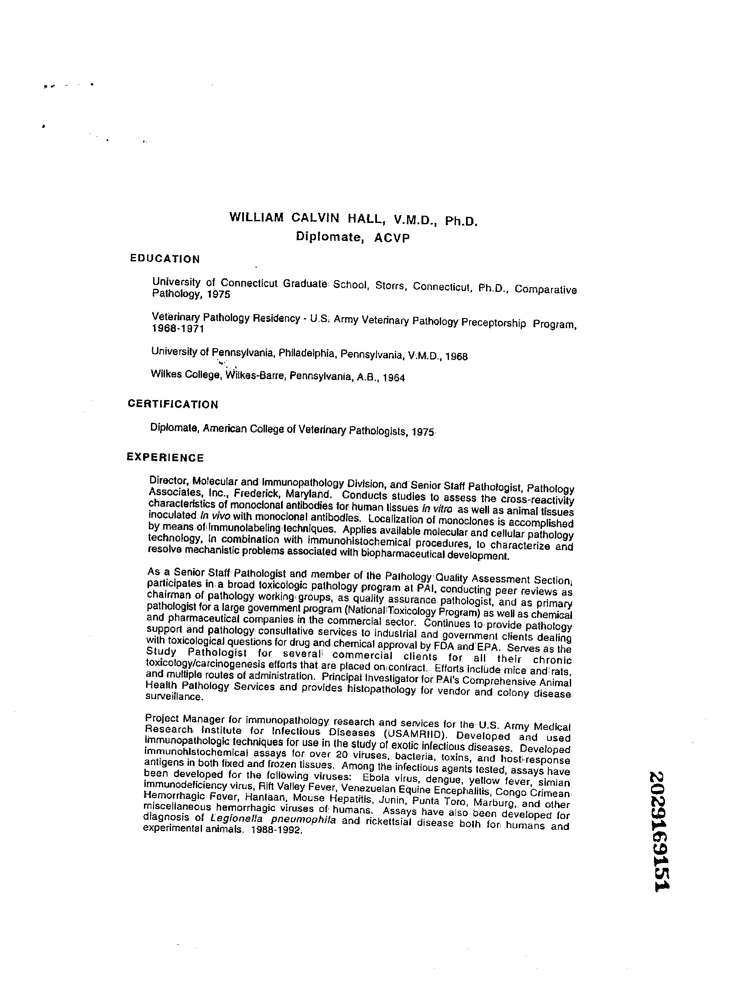 WILLIAM CALVIN HALL, V.M.D., Ph.D.
Diplomate, ACVP
EDUCATION
University of Connecticut Graduate School, Storrs, Connecticut, Ph.D., Comparative
Pathology, 1975
Veterinary Pathology Residency - U.S. Army Veterinary Pathology Preceptorship Program,
1968-1971
University of Pennsylvania, Philadelphia, Pennsylvania, V.M.D., 1968
Wilkes College, Wilkes-Barre, Pennsylvania, A.B., 1964
CERTIFICATION
Diplomate, American College of Veterinary Pathologists, 1975
EXPERIENCE
Director, Molecular and Immunopathology Division, and Senior Staff Pathologist, Pathology
Associates, Inc., Frederick, Maryland. Conducts studies to assess the cross-reactivity
characteristics of monoclonal antibodies for human tissues in vitro as well as animal tissues
inoculated in vivo with monoclonal antibodies. Localization of monoclones is accomplished
by means of immunolabeling techniques. Applies available molecular and cellular pathology
technology, in combination with immunohistochemical procedures, to characterize and
resolve mechanistic problems associated with biopharmaceutical development.
As a Senior Staff Pathologist and member of the Pathology Quality Assessment Section,
participates in a broad toxicologic pathology program at PAI, conducting peer reviews as
chairman of pathology working groups, as quality assurance pathologist, and as primary
pathologist for a large government program (National Toxicology Program) as well as chemical
and pharmaceutical companies in the commercial sector. Continues to provide pathology
support and pathology consultative services to industrial and government clients dealing
with toxicological questions for drug and chemical approval by FDA and EPA. Serves as the
Study Pathologist for several commercial clients for all their chronic
toxicology/carcinogenesis efforts that are placed on contract. Efforts include mice and rats,
and multiple routes of administration. Principal Investigator for PAI's Comprehensive Animal
Health Pathology Services and provides histopathology for vendor and colony disease
surveillance.
Project Manager for immunopathology research and services for the U.S. Army Medical
Research Institute for Infectious Diseases (USAMRIID). Developed and used
immunopathologic techniques for use in the study of exotic infectious diseases. Developed
immunohistochemical assays for over 20 viruses, bacteria, toxins, and host-response
antigens in both fixed and frozen tissues. Among the infectious agents tested, assays have
been developed for the following viruses: Ebola virus, dengue, yellow fever, simian
immunodeficiency virus, Rift Valley Fever, Venezuelan Equine Encephalitis, Congo Crimean
Hemorrhagic Fever, Hantaan, Mouse Hepatitis, Junin, Punta Toro, Marburg, and other
miscellaneous hemorrhagic viruses of humans. Assays have also been developed for
diagnosis of Legionella pneumophila and rickettsial disease both for humans and
experimental animals. 1988-1992.
2029169151